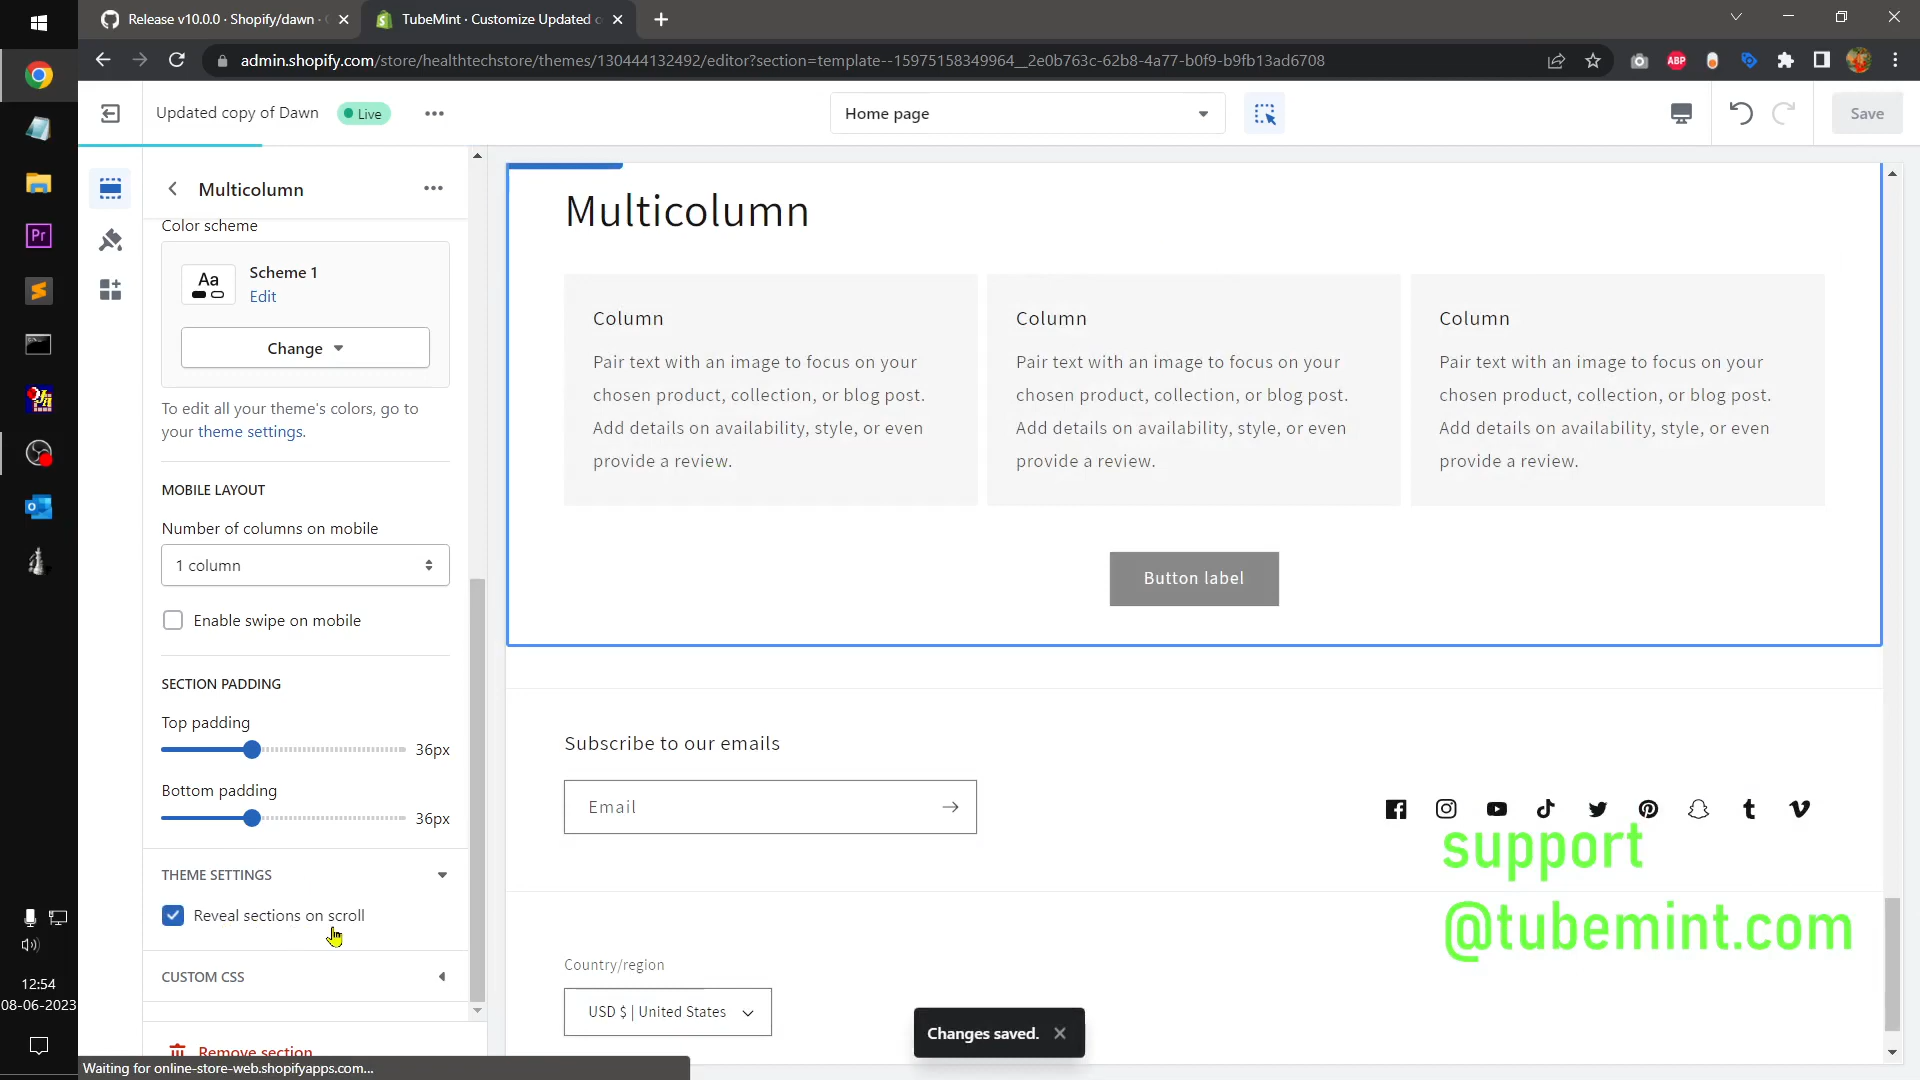 Release v10.0.0 · Shopify/dawn ·
TubeMint · Customize Updated
admin.shopify.com/store/healthtechstore/themes/130444132492/editor?section=template--15975158349964__2e0b763c-62b8-4a77-b0f9-b9fb13ad6708
ABP
Updated copy of Dawn
Live
Home page
Save
Multicolumn
Color scheme
Aa
Scheme 1
Edit
Change
To edit all your theme's colors, go to
your theme settings.
MOBILE LAYOUT
Number of columns on mobile
1 column
Enable swipe on mobile
SECTION PADDING
Top padding
36px
Bottom padding
36px
THEME SETTINGS
Reveal sections on scroll
CUSTOM CSS
Remove section
Waiting for online-store-web.shopifyapps.com...
Multicolumn
Column
Pair text with an image to focus on your
chosen product, collection, or blog post.
Add details on availability, style, or even
provide a review.
Column
Pair text with an image to focus on your
chosen product, collection, or blog post.
Add details on availability, style, or even
provide a review.
Column
Pair text with an image to focus on your
chosen product, collection, or blog post.
Add details on availability, style, or even
provide a review.
Button label
Subscribe to our emails
Email
support
@tubemint.com
Country/region
USD $ | United States
Changes saved.
Pr
12:54
08-06-2023